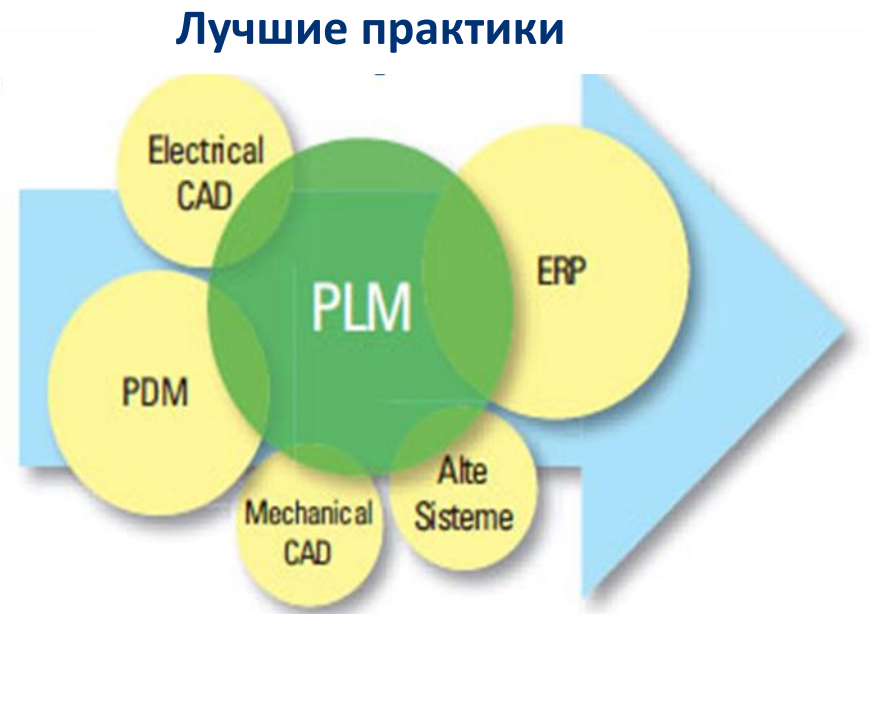 Лучшие практики
Electrical
CAD
PLM
ERP
PDM
Alte
Sisteme
Mechanical
CAD